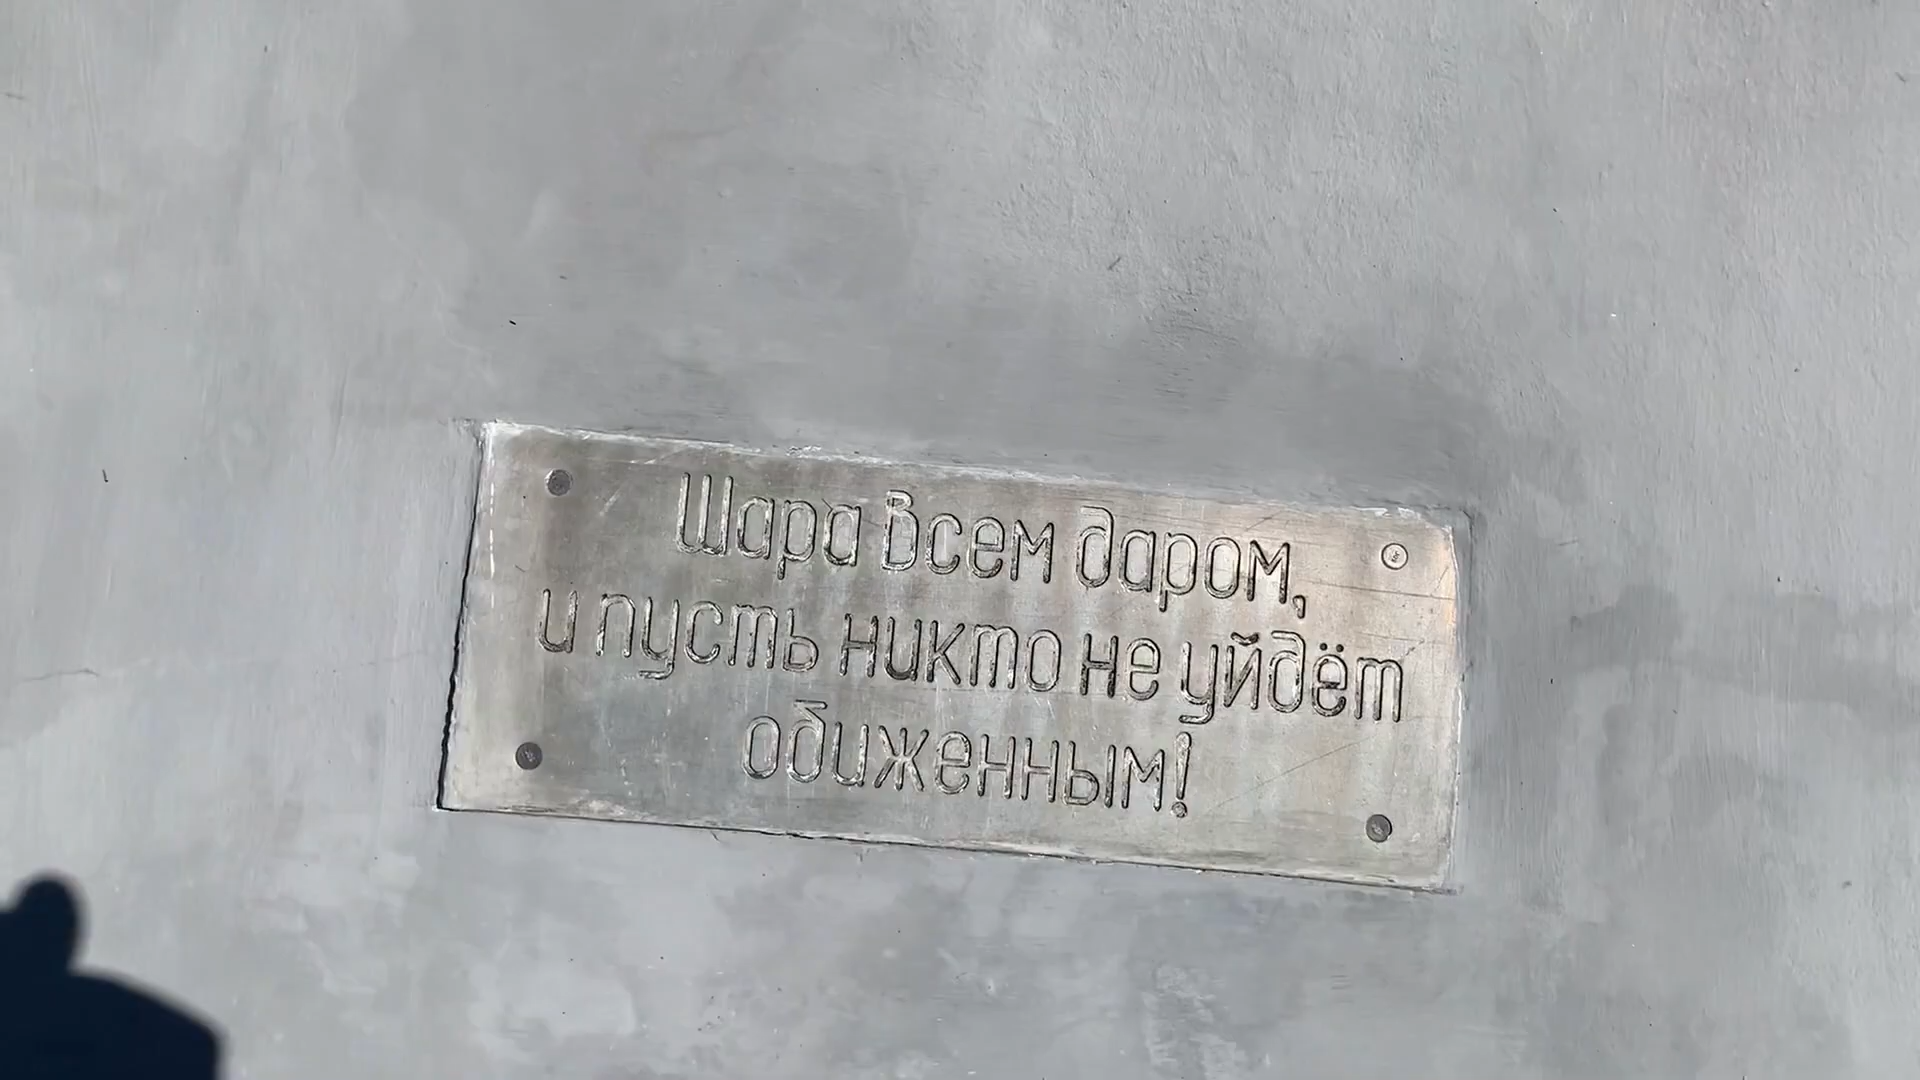 Шара всем даром,
и пусть никто не уйдёт
обиженным!